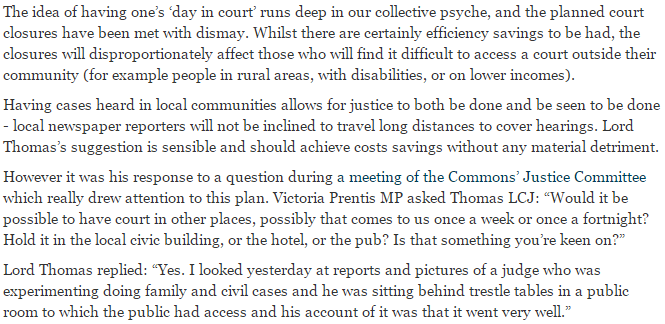 The idea of having one’s ‘day in court’ runs deep in our collective psyche, and the planned court
closures have been met with dismay. Whilst there are certainly efficiency savings to be had, the
closures will disproportionately affect those who will find it difficult to access a court outside their
community (for example people in rural areas, with disabilities, or on lower incomes).
Having cases heard in local communities allows for justice to both be done and be seen to be done
- local newspaper reporters will not be inclined to travel long distances to cover hearings. Lord
Thomas’s suggestion is sensible and should achieve costs savings without any material detriment.
However it was his response to a question during a meeting of the Commons’ Justice Committee
which really drew attention to this plan. Victoria Prentis MP asked Thomas LCJ: “Would it be
possible to have court in other places, possibly that comes to us once a week or once a fortnight?
Hold it in the local civic building, or the hotel, or the pub? Is that something you’re keen on?”
Lord Thomas replied: “Yes. I looked yesterday at reports and pictures of a judge who was
experimenting doing family and civil cases and he was sitting behind trestle tables in a public
room to which the public had access and his account of it was that it went very well.”